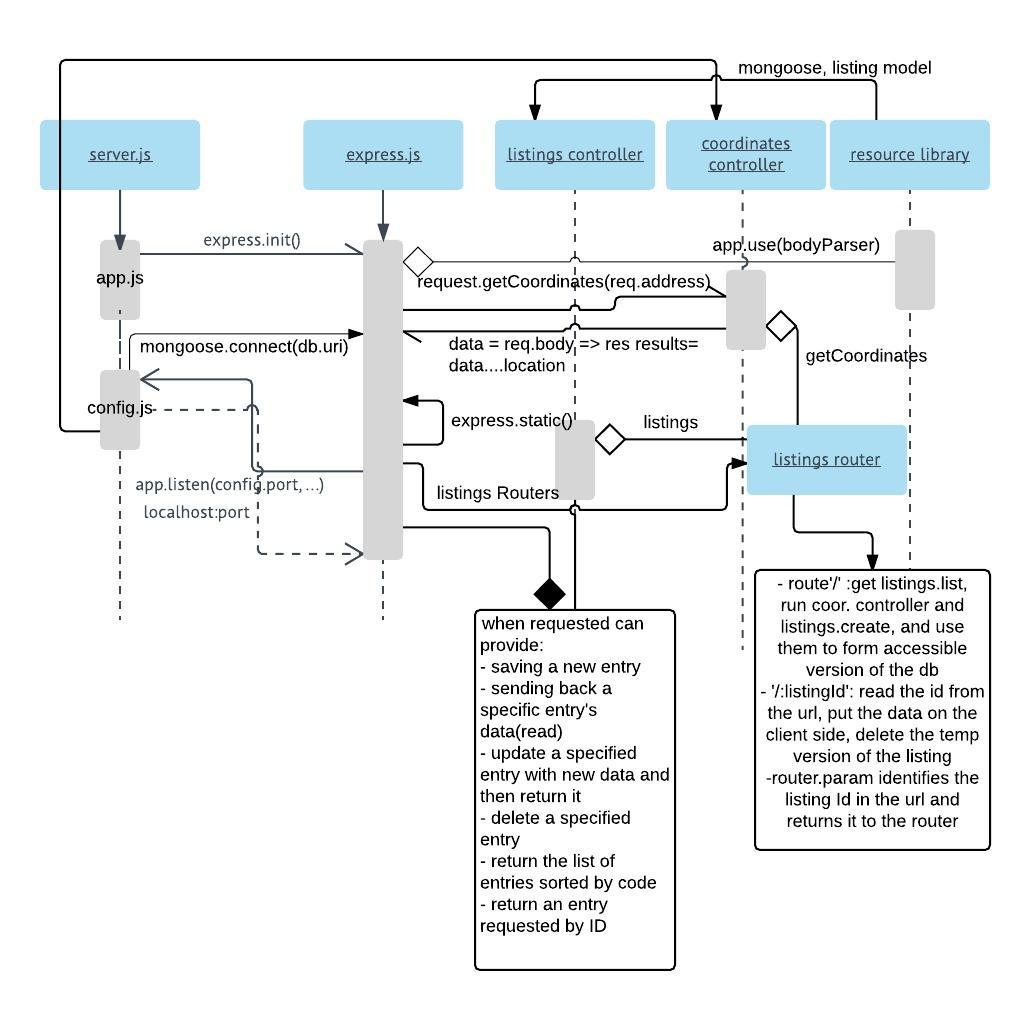 mongoose, listing model
server.js
express.js
listings controller
coordinates
controller
resource library
express.init()
app.use(bodyParser)
app.js
request.getCoordinates(req.address)
mongoose.connect(db.uri)
data = req.body => res results=
data....location
getCoordinates
config.js
express.static()
listings
listings router
app.listen(config.port, ...)
listings Routers
localhost:port
- route'/' :get listings.list,
run coor. controller and
listings.create, and use
them to form accessible
version of the db
- '/:listingId': read the id from
the url, put the data on the
client side, delete the temp
version of the listing
-router.param identifies the
listing Id in the url and
returns it to the router
when requested can
provide:
- saving a new entry
- sending back a
specific entry's
data(read)
- update a specified
entry with new data and
then return it
- delete a specified
entry
- return the list of
entries sorted by code
- return an entry
requested by ID